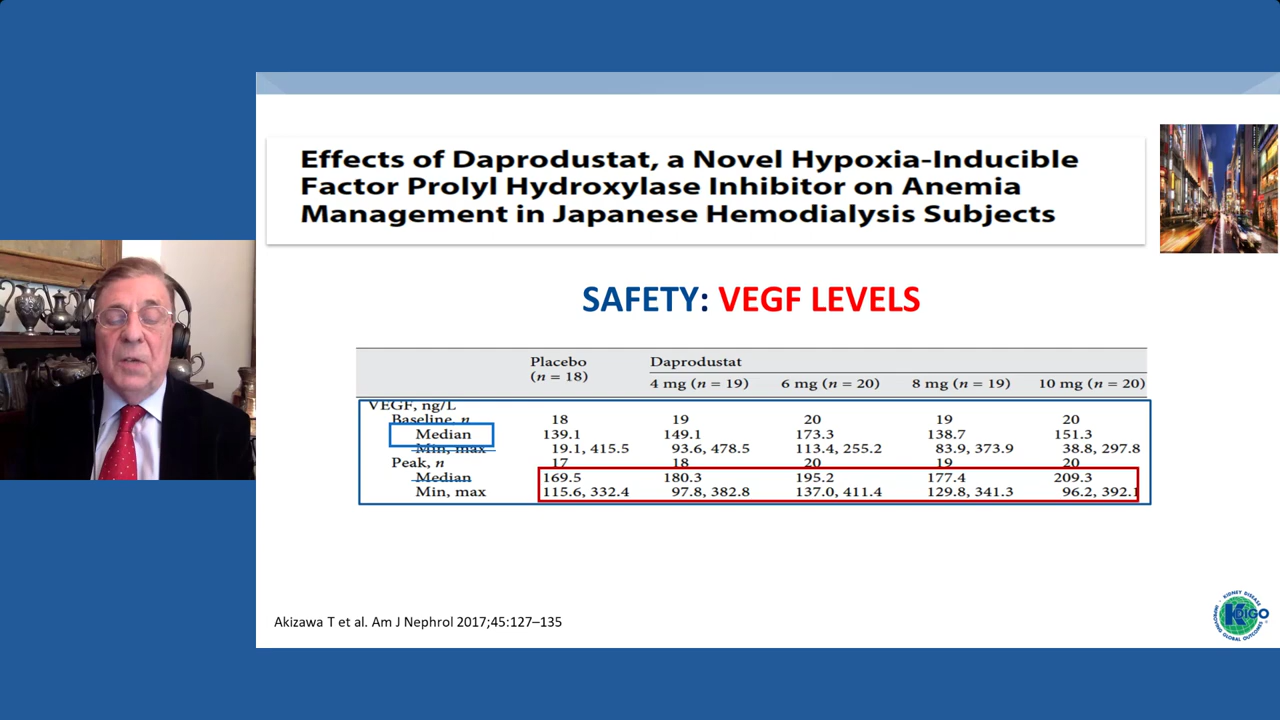 Effects of Daprodustat, a Novel Hypoxia-Inducible
Factor Prolyl Hydroxylase Inhibitor on Anemia
Management in Japanese Hemodialysis Subjects
SAFETY: VEGF LEVELS
Placebo Daprodustat
(n = 18) 4 mg (n = 19) 6 mg (n = 20) 8 mg (n = 19) 10 mg (n = 20)
VEGF, ng/L
Baseline, n 18 19 20 19 20
Median 139.1 149.1 173.3 138.7 151.3
Min, max 19.1, 415.5 93.6, 478.5 113.4, 255.2 83.9, 373.9 38.8, 297.8
Peak, n 17 18 20 19 20
Median 169.5 180.3 195.2 177.4 209.3
Min, max 115.6, 332.4 97.8, 382.8 137.0, 411.4 129.8, 341.3 96.2, 392.1
Akizawa T et al. Am J Nephrol 2017;45:127–135
KIDNEY DISEASE
KDIGO
IMPROVING GLOBAL OUTCOMES